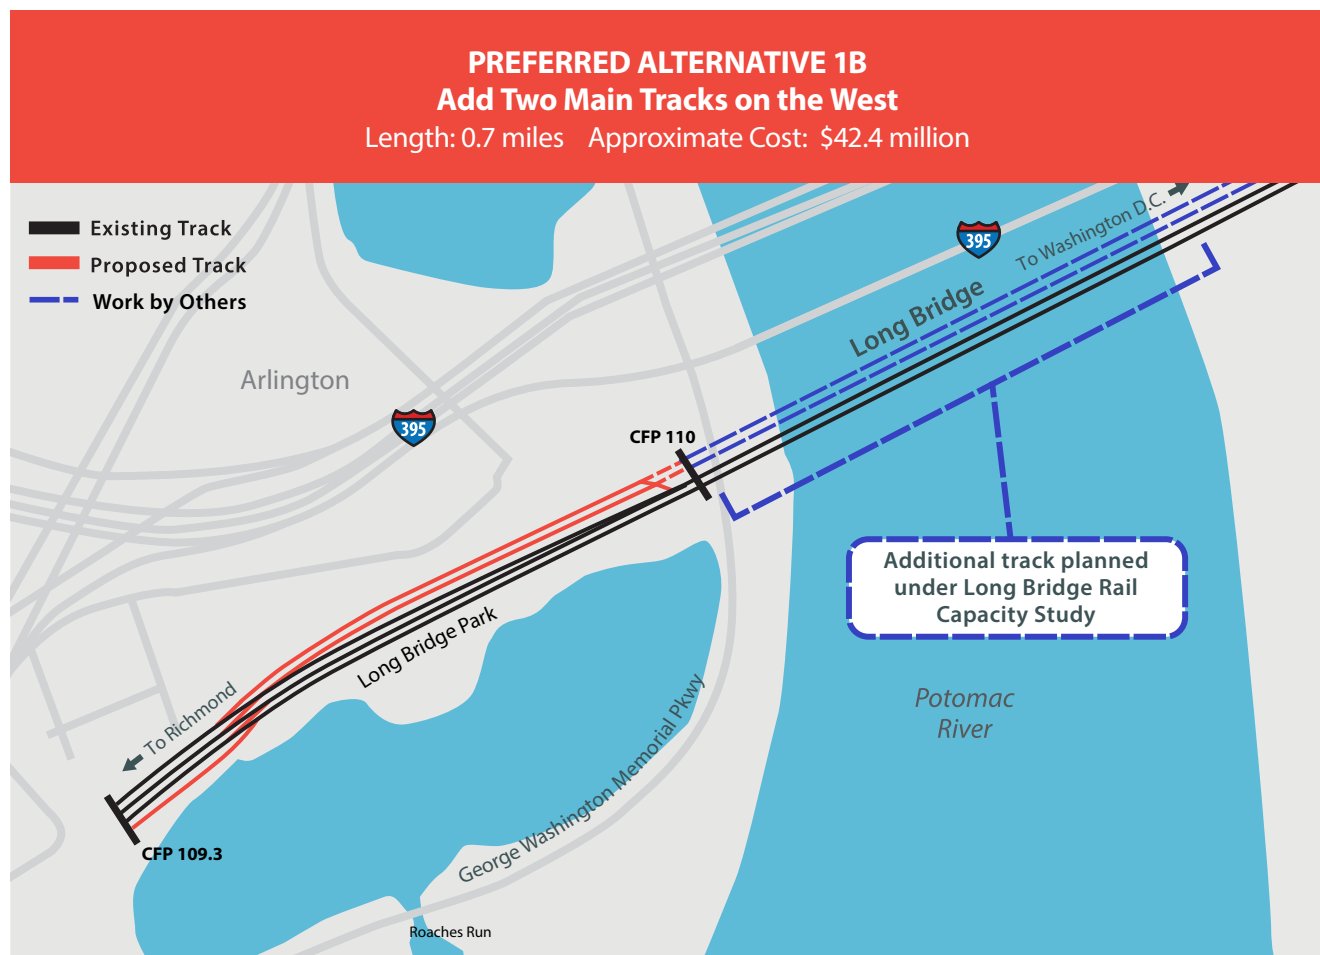 PREFERRED ALTERNATIVE 1B
Add Two Main Tracks on the West
Length: 0.7 miles Approximate Cost: $42.4 million
Existing Track
Proposed Track
Work by Others
To Washington D.C.
395
Long Bridge
Arlington
395
CFP 110
Additional track planned
under Long Bridge Rail
Capacity Study
Long Bridge Park
To Richmond
Potomac
River
George Washington Memorial Pkwy
CFP 109.3
Roaches Run